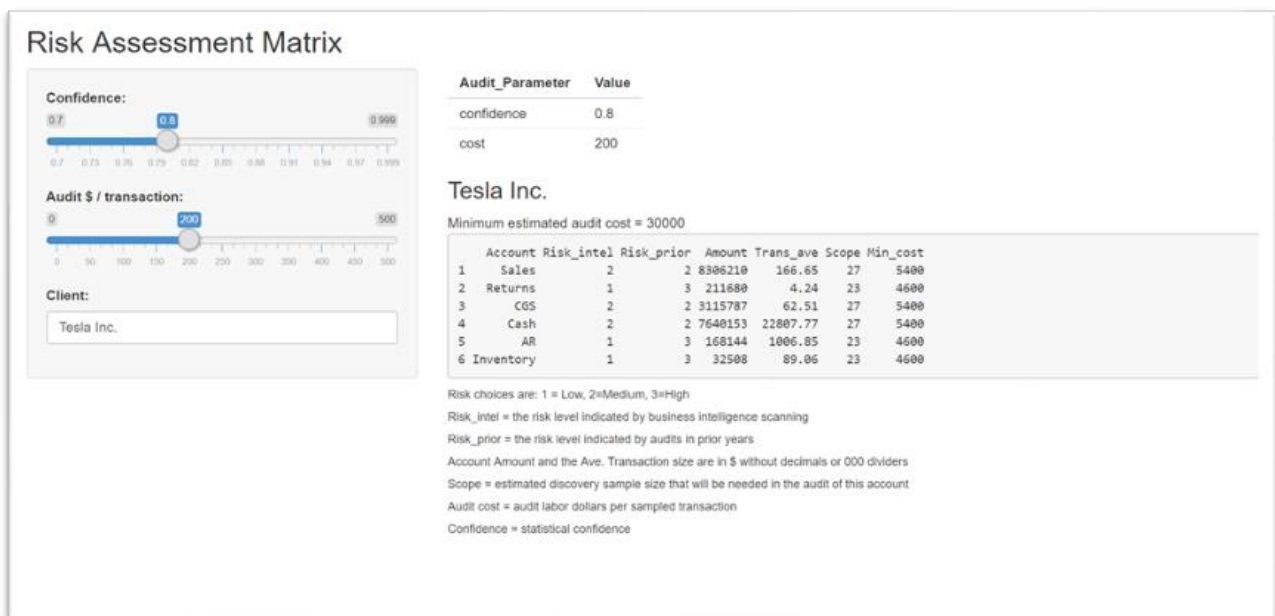 Risk Assessment Matrix
Confidence:
0.7 0.8 0.999
0.7 0.73 0.76 0.79 0.82 0.85 0.88 0.91 0.94 0.97 0.999
Audit $ / transaction:
0 200 500
0 50 100 150 200 250 300 350 400 450 500
Client:
Tesla Inc.
Audit_Parameter Value
confidence 0.8
cost 200
Tesla Inc.
Minimum estimated audit cost = 30000
Account Risk_intel Risk_prior Amount Trans_ave Scope Min_cost
1 Sales 2 2 8306210 166.65 27 5400
2 Returns 1 3 211680 4.24 23 4600
3 CGS 2 2 3115787 62.51 27 5400
4 Cash 2 2 7640153 22807.77 27 5400
5 AR 1 3 168144 1006.85 23 4600
6 Inventory 1 3 32508 89.06 23 4600
Risk choices are: 1 = Low, 2=Medium, 3=High
Risk_intel = the risk level indicated by business intelligence scanning
Risk_prior = the risk level indicated by audits in prior years
Account Amount and the Ave. Transaction size are in $ without decimals or 000 dividers
Scope = estimated discovery sample size that will be needed in the audit of this account
Audit cost = audit labor dollars per sampled transaction
Confidence = statistical confidence